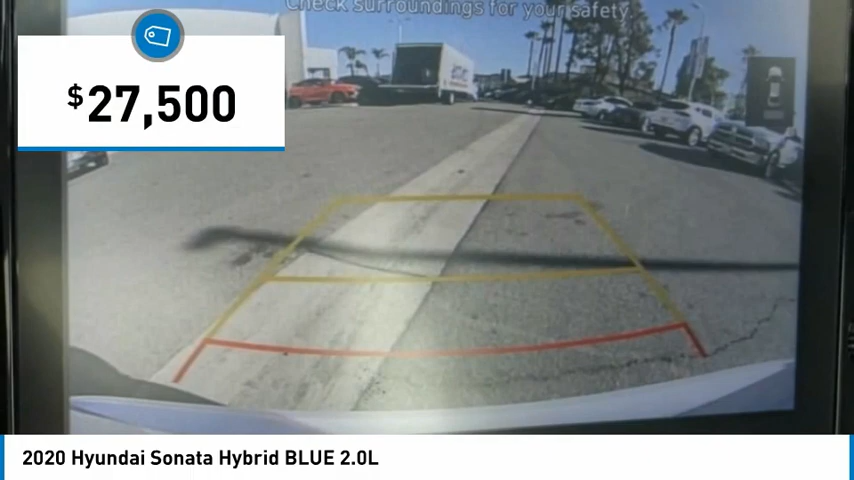 Check surroundings for your safety
$27,500
2020 Hyundai Sonata Hybrid BLUE 2.0L